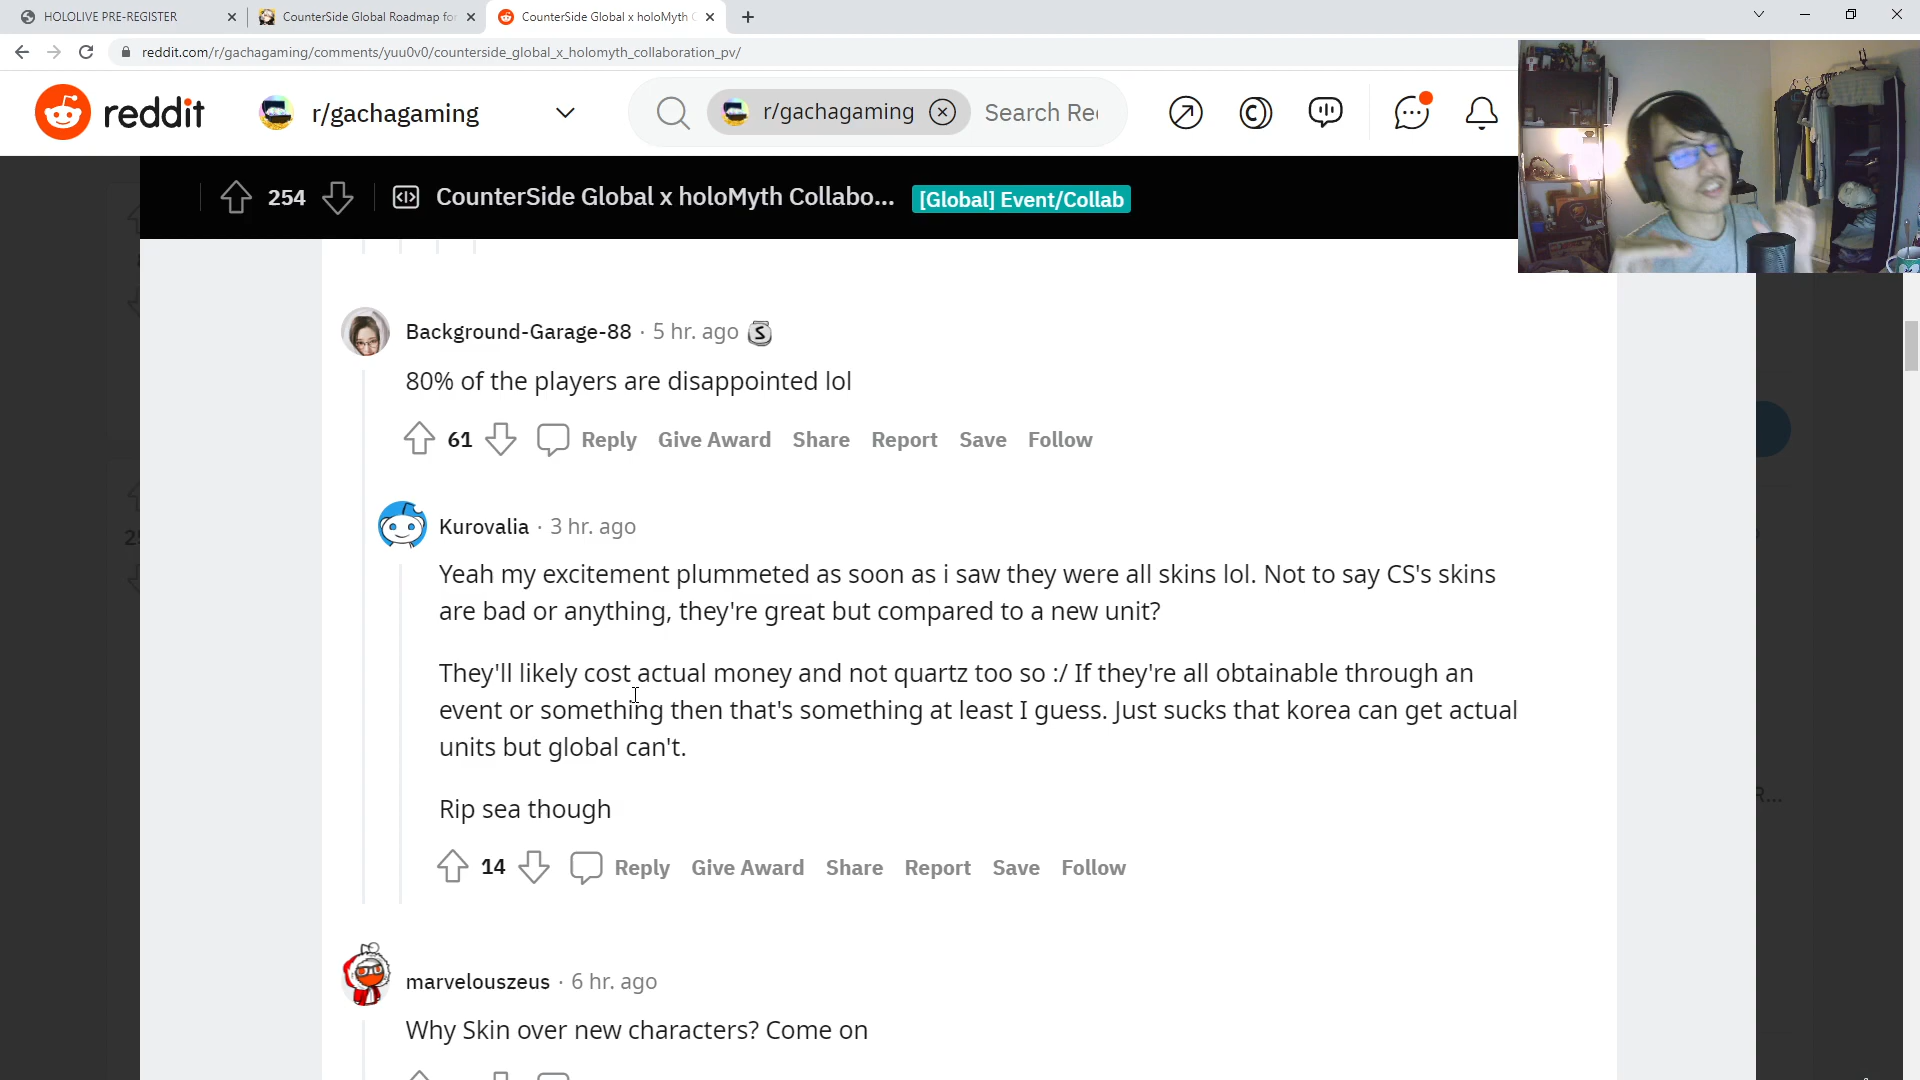 HOLOLIVE PRE-REGISTER
CounterSide Global Roadmap for
CounterSide Global x holoMyth C
reddit.com/r/gachagaming/comments/yuu0v0/counterside_global_x_holomyth_collaboration_pv/
reddit
r/gachagaming
r/gachagaming
Search Re
254
CounterSide Global x holoMyth Collabo...
[Global] Event/Collab
Background-Garage-88 · 5 hr. ago
80% of the players are disappointed lol
61 Reply Give Award Share Report Save Follow
Kurovalia · 3 hr. ago
Yeah my excitement plummeted as soon as i saw they were all skins lol. Not to say CS's skins
are bad or anything, they're great but compared to a new unit?
They'll likely cost actual money and not quartz too so :/ If they're all obtainable through an
event or something then that's something at least I guess. Just sucks that korea can get actual
units but global can't.
Rip sea though
14 Reply Give Award Share Report Save Follow
marvelouszeus · 6 hr. ago
Why Skin over new characters? Come on